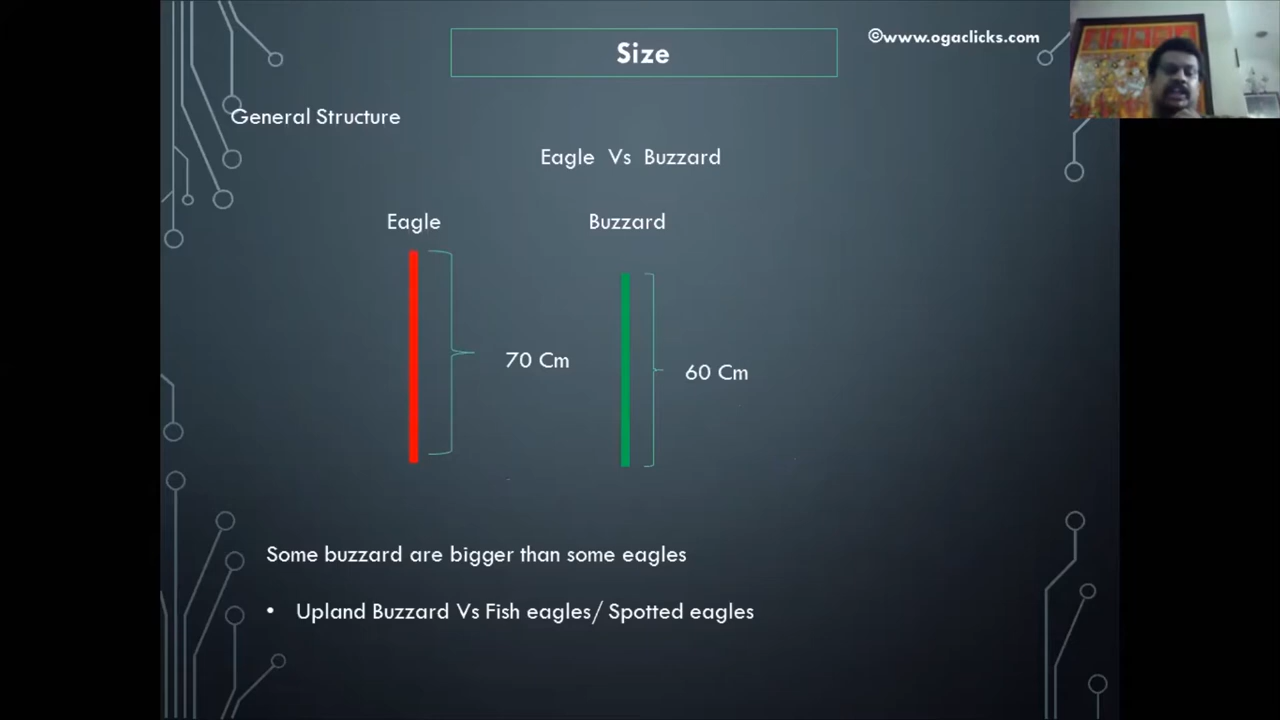 Size
©www.ogaclicks.com
General Structure
Eagle Vs Buzzard
Eagle
Buzzard
70 Cm
60 Cm
Some buzzard are bigger than some eagles
• Upland Buzzard Vs Fish eagles/ Spotted eagles